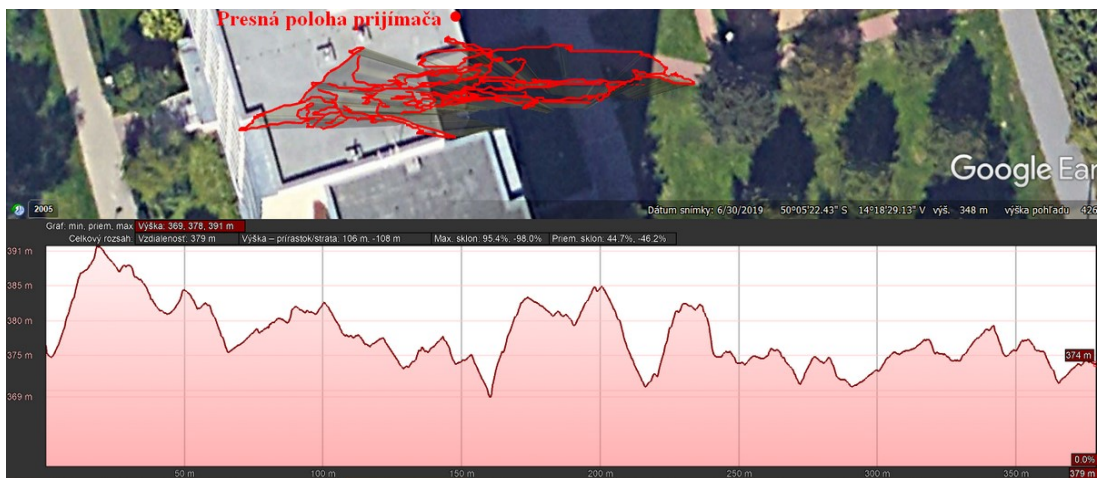 Presná poloha prijímača
Google Ear
2005
Dátum snímky: 6/30/2019 50°05'22.43" S 14°18'29.13" V výš. 348 m výška pohľadu 426
Graf: min, priem, max Výška: 369, 378, 391 m
Celkový rozsah: Vzdialenosť: 379 m Výška – prírastok/strata: 106 m, -108 m Max. sklon: 95.4%, -98.0% Priem. sklon: 44.7%, -46.2%
391 m
385 m
380 m
375 m
369 m
374 m
0.0%
50 m 100 m 150 m 200 m 250 m 300 m 350 m 379 m